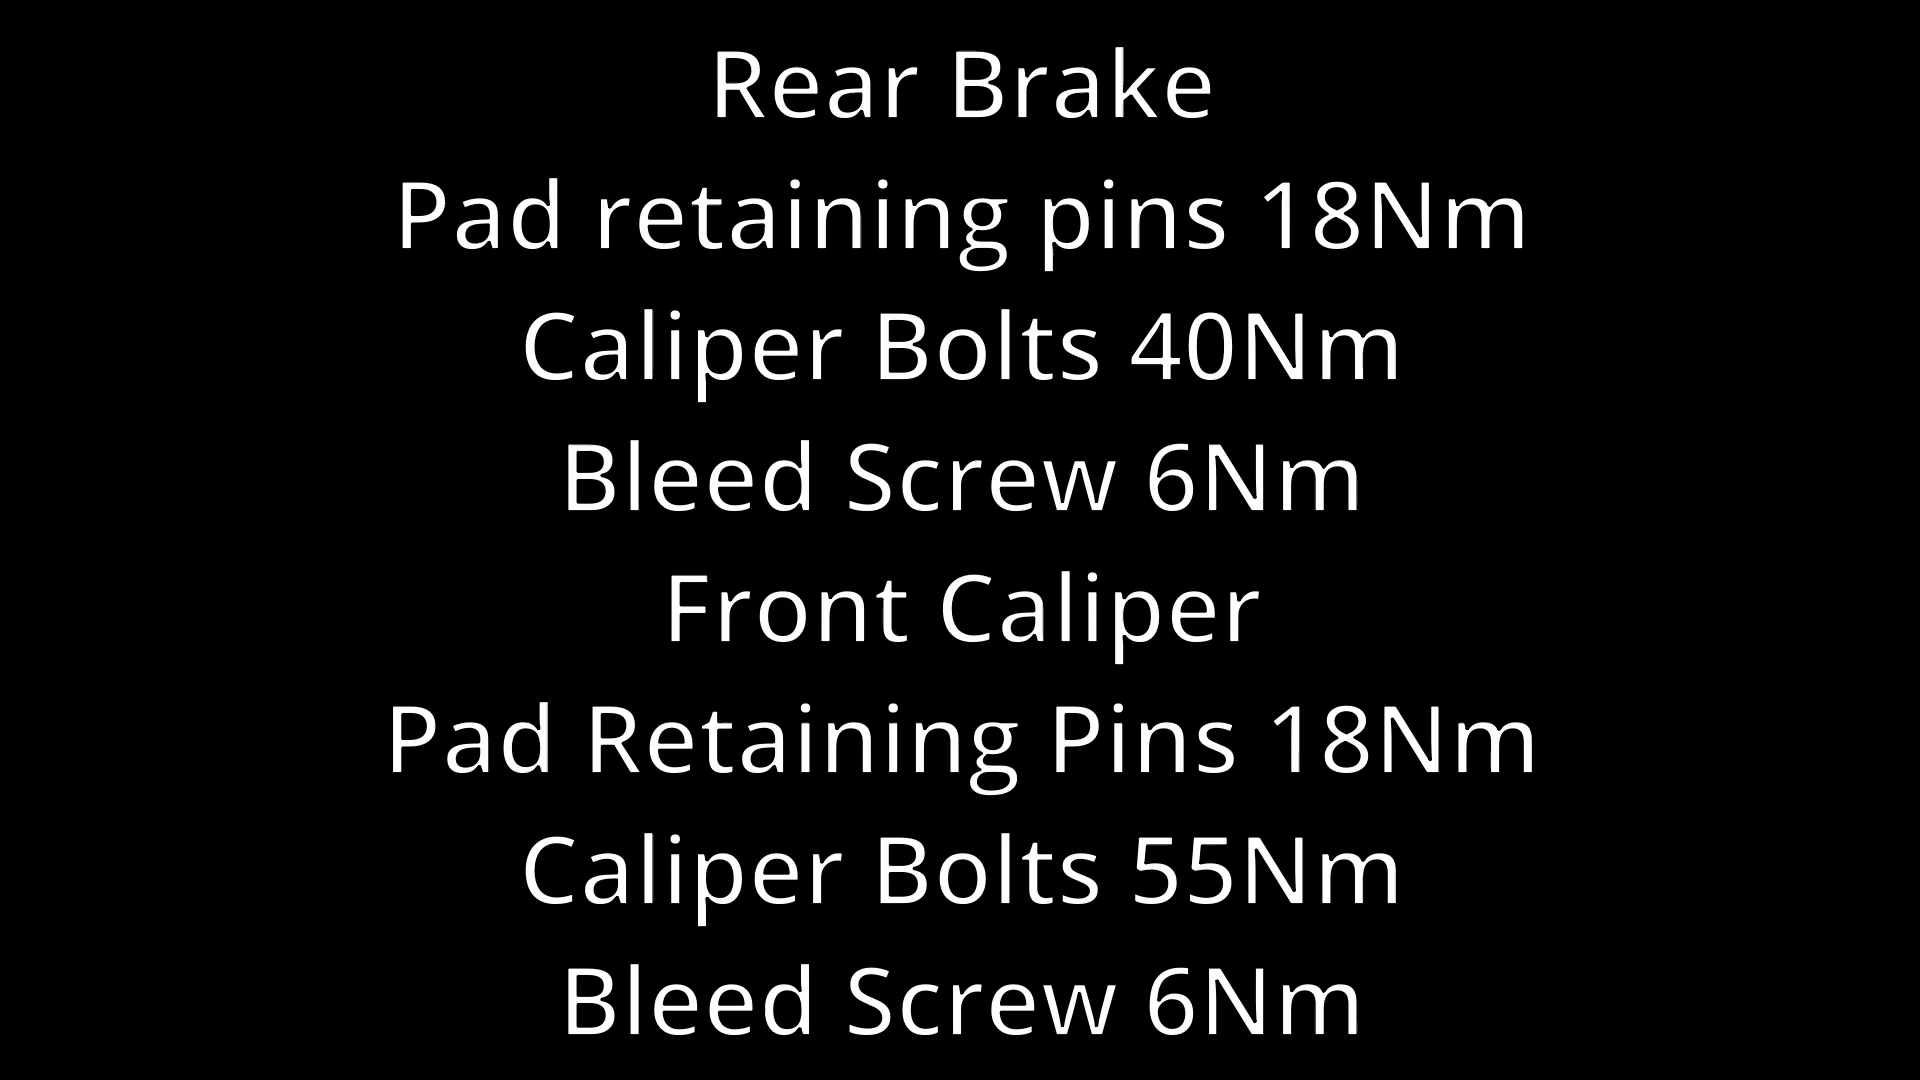 Rear Brake
Pad retaining pins 18Nm
Caliper Bolts 40Nm
Bleed Screw 6Nm
Front Caliper
Pad Retaining Pins 18Nm
Caliper Bolts 55Nm
Bleed Screw 6Nm